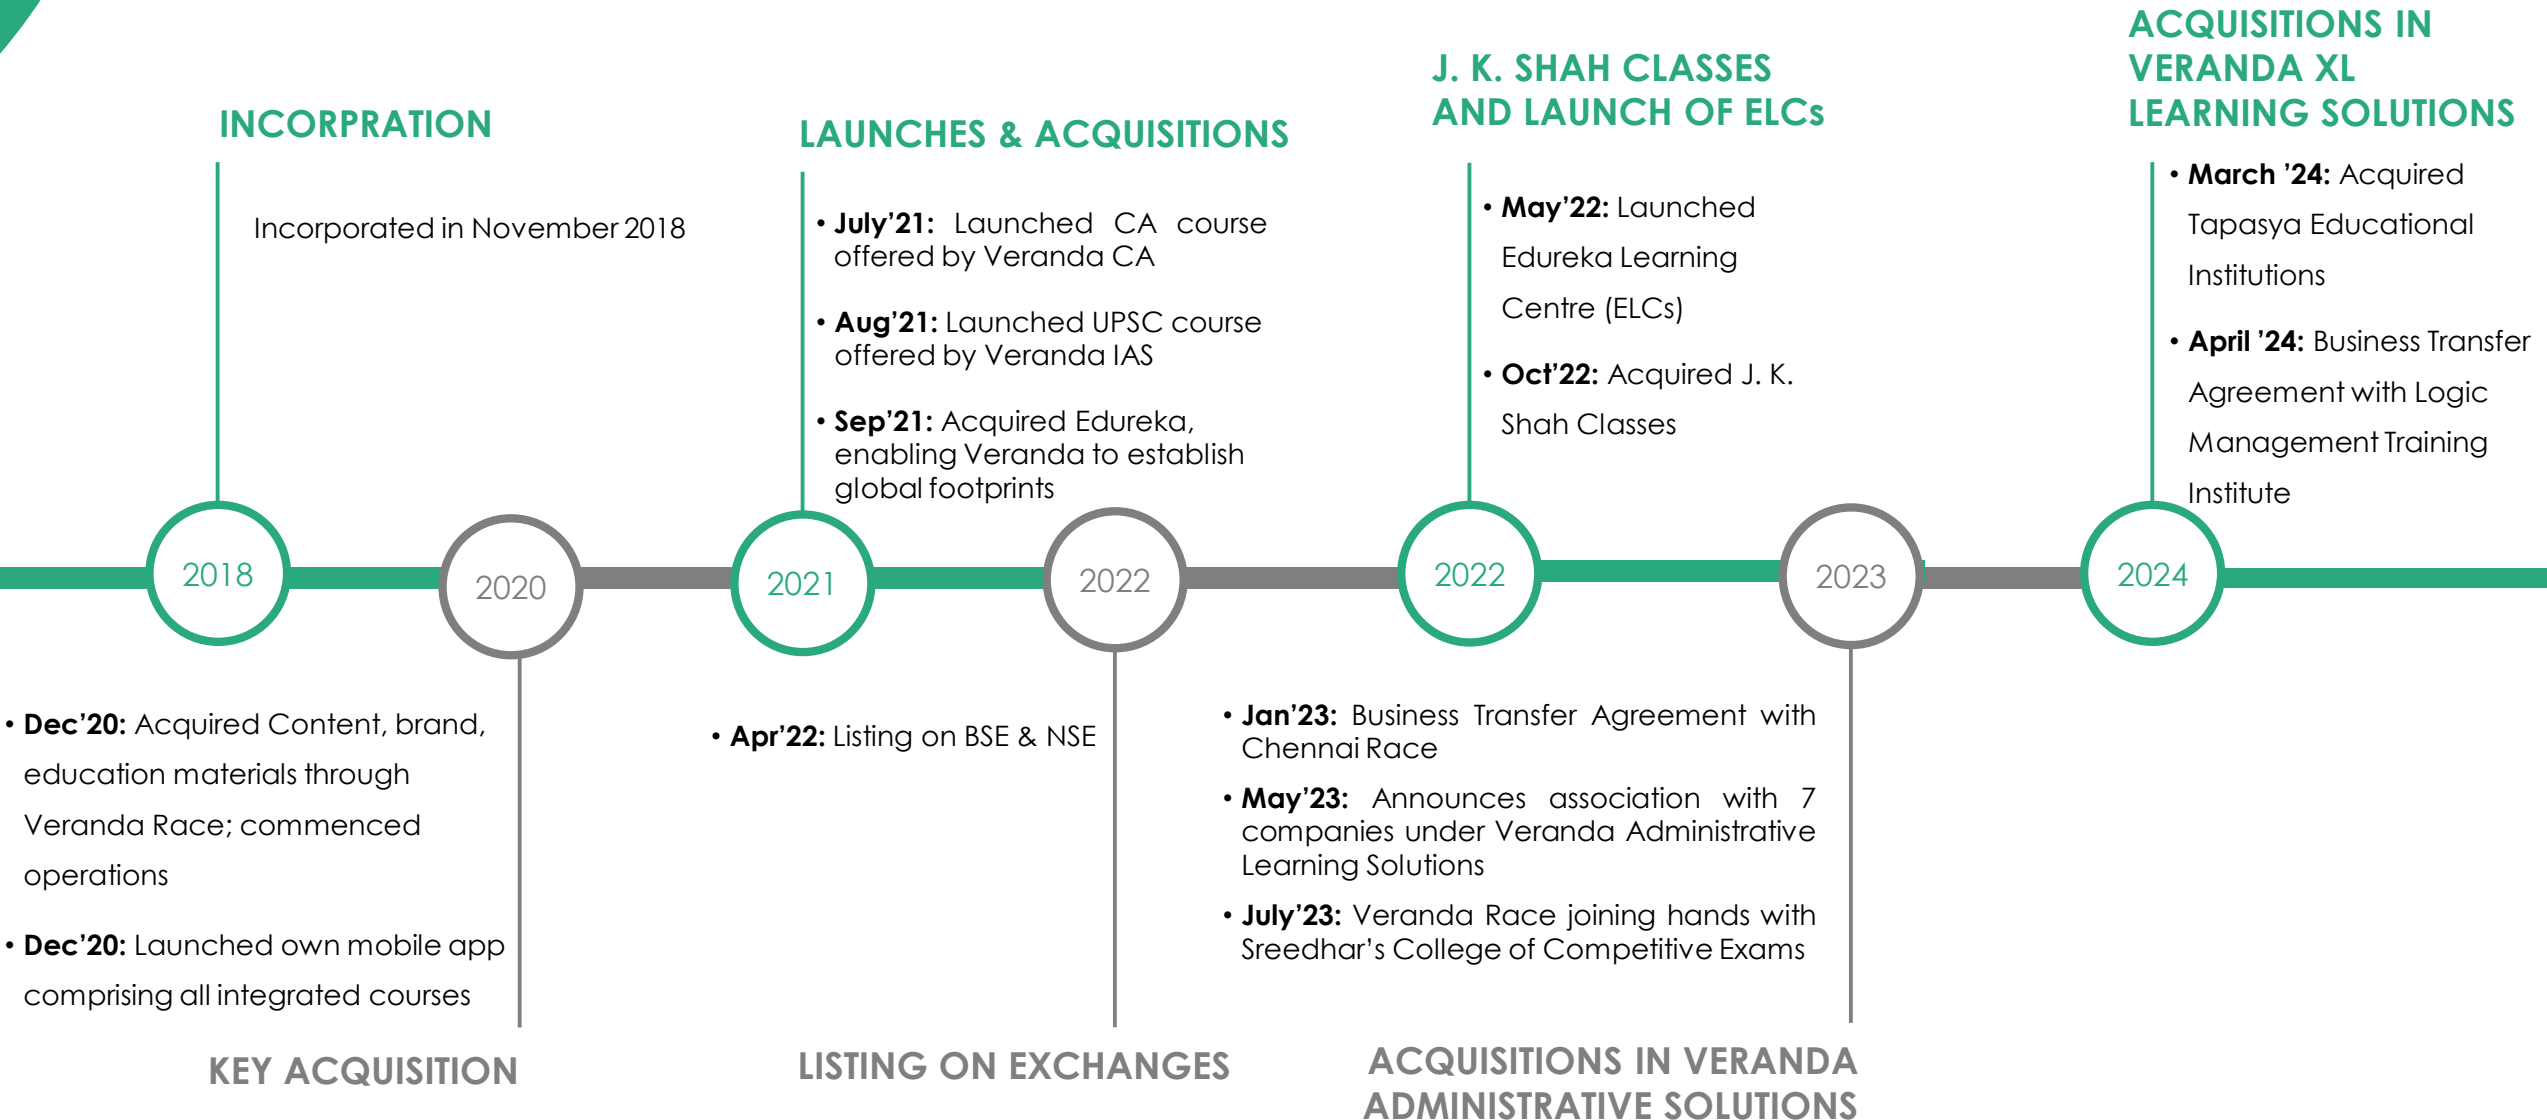 INCORPRATION
Incorporated in November 2018
2018
• Dec’20: Acquired Content, brand,
education materials through
Veranda Race; commenced
operations
• Dec’20: Launched own mobile app
comprising all integrated courses
2020
KEY ACQUISITION
LAUNCHES & ACQUISITIONS
• July’21: Launched CA course
offered by Veranda CA
• Aug’21: Launched UPSC course
offered by Veranda IAS
• Sep’21: Acquired Edureka,
enabling Veranda to establish
global footprints
2021
• Apr’22: Listing on BSE & NSE
2022
LISTING ON EXCHANGES
J. K. SHAH CLASSES
AND LAUNCH OF ELCs
• May’22: Launched
Edureka Learning
Centre (ELCs)
• Oct’22: Acquired J. K.
Shah Classes
2022
• Jan’23: Business Transfer Agreement with
Chennai Race
• May’23: Announces association with 7
companies under Veranda Administrative
Learning Solutions
• July’23: Veranda Race joining hands with
Sreedhar’s College of Competitive Exams
2023
ACQUISITIONS IN VERANDA
ADMINISTRATIVE SOLUTIONS
ACQUISITIONS IN
VERANDA XL
LEARNING SOLUTIONS
• March ’24: Acquired
Tapasya Educational
Institutions
• April ’24: Business Transfer
Agreement with Logic
Management Training
Institute
2024